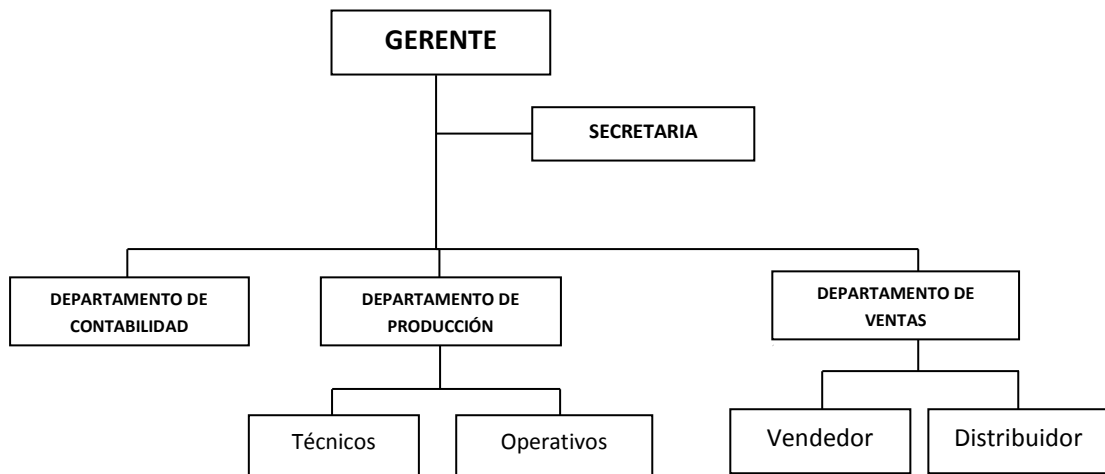 GERENTE
SECRETARIA
DEPARTAMENTO DE
CONTABILIDAD
DEPARTAMENTO DE
PRODUCCIÓN
DEPARTAMENTO DE
VENTAS
Técnicos
Operativos
Vendedor
Distribuidor